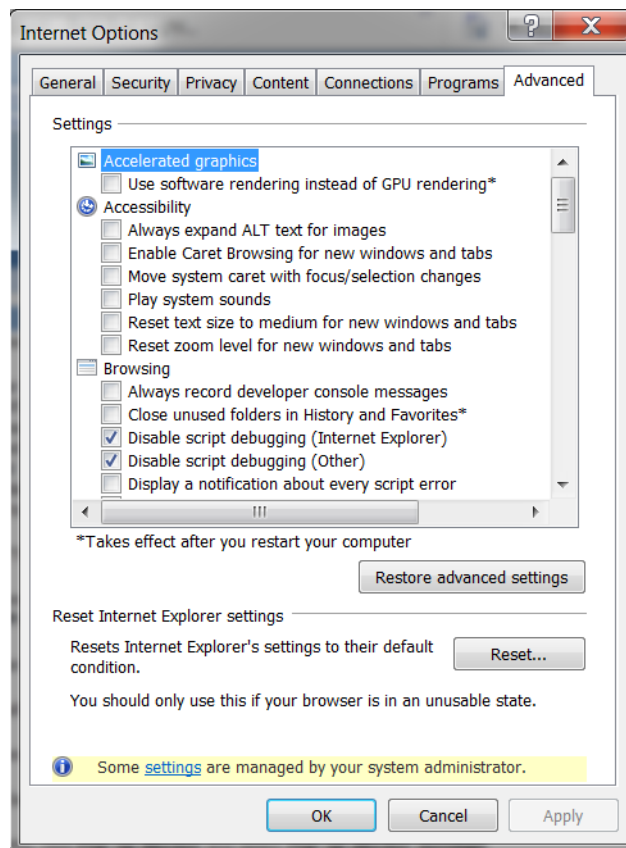 Internet Options
General Security Privacy Content Connections Programs Advanced
Settings
Accelerated graphics
Use software rendering instead of GPU rendering*
Accessibility
Always expand ALT text for images
Enable Caret Browsing for new windows and tabs
Move system caret with focus/selection changes
Play system sounds
Reset text size to medium for new windows and tabs
Reset zoom level for new windows and tabs
Browsing
Always record developer console messages
Close unused folders in History and Favorites*
Disable script debugging (Internet Explorer)
Disable script debugging (Other)
Display a notification about every script error
*Takes effect after you restart your computer
Restore advanced settings
Reset Internet Explorer settings
Resets Internet Explorer's settings to their default
condition.
Reset...
You should only use this if your browser is in an unusable state.
Some settings are managed by your system administrator.
OK Cancel Apply